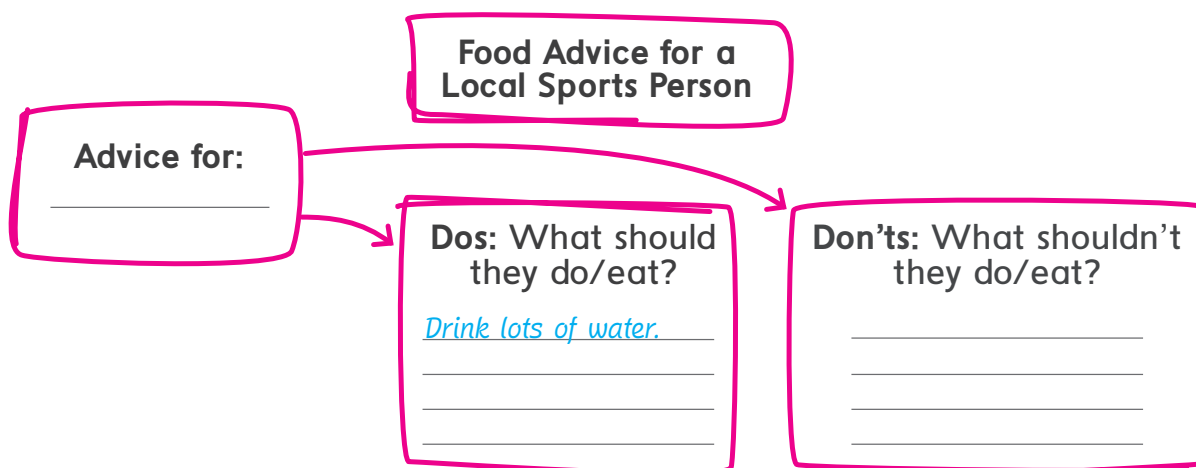 Food Advice for a
Local Sports Person
Advice for:
Dos: What should
they do/eat?
Drink lots of water.
Don'ts: What shouldn't
they do/eat?